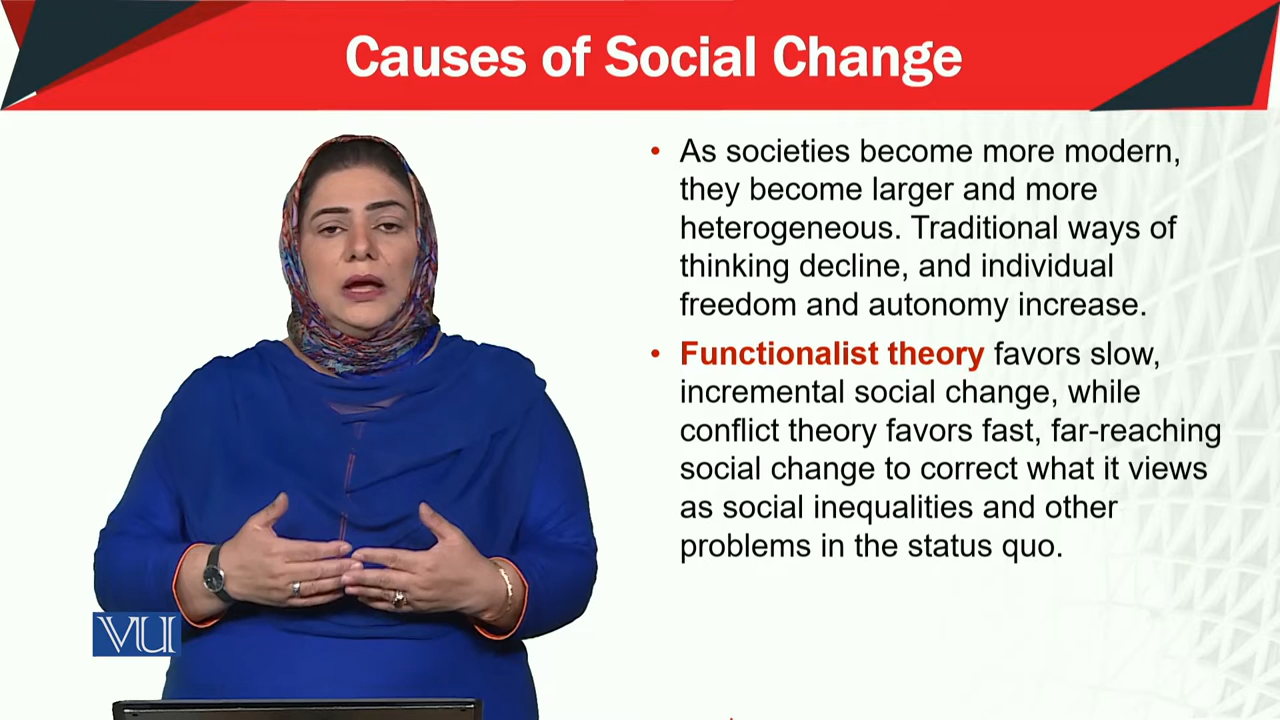 Causes of Social Change
• As societies become more modern,
they become larger and more
heterogeneous. Traditional ways of
thinking decline, and individual
freedom and autonomy increase.
• Functionalist theory favors slow,
incremental social change, while
conflict theory favors fast, far-reaching
social change to correct what it views
as social inequalities and other
problems in the status quo.
VU